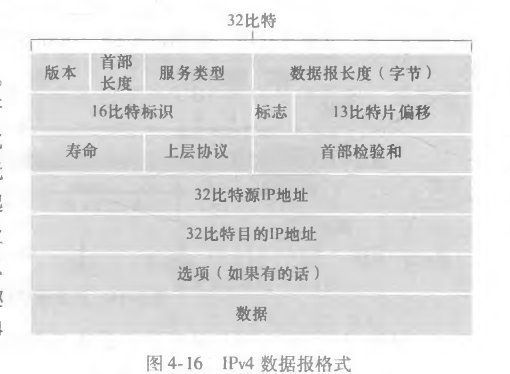 32比特
版本 首部长度 服务类型 数据报长度（字节）
16比特标识 标志 13比特片偏移
寿命 上层协议 首部检验和
32比特源IP地址
32比特目的IP地址
选项（如果有的话）
数据
图 4-16 IPv4 数据报格式